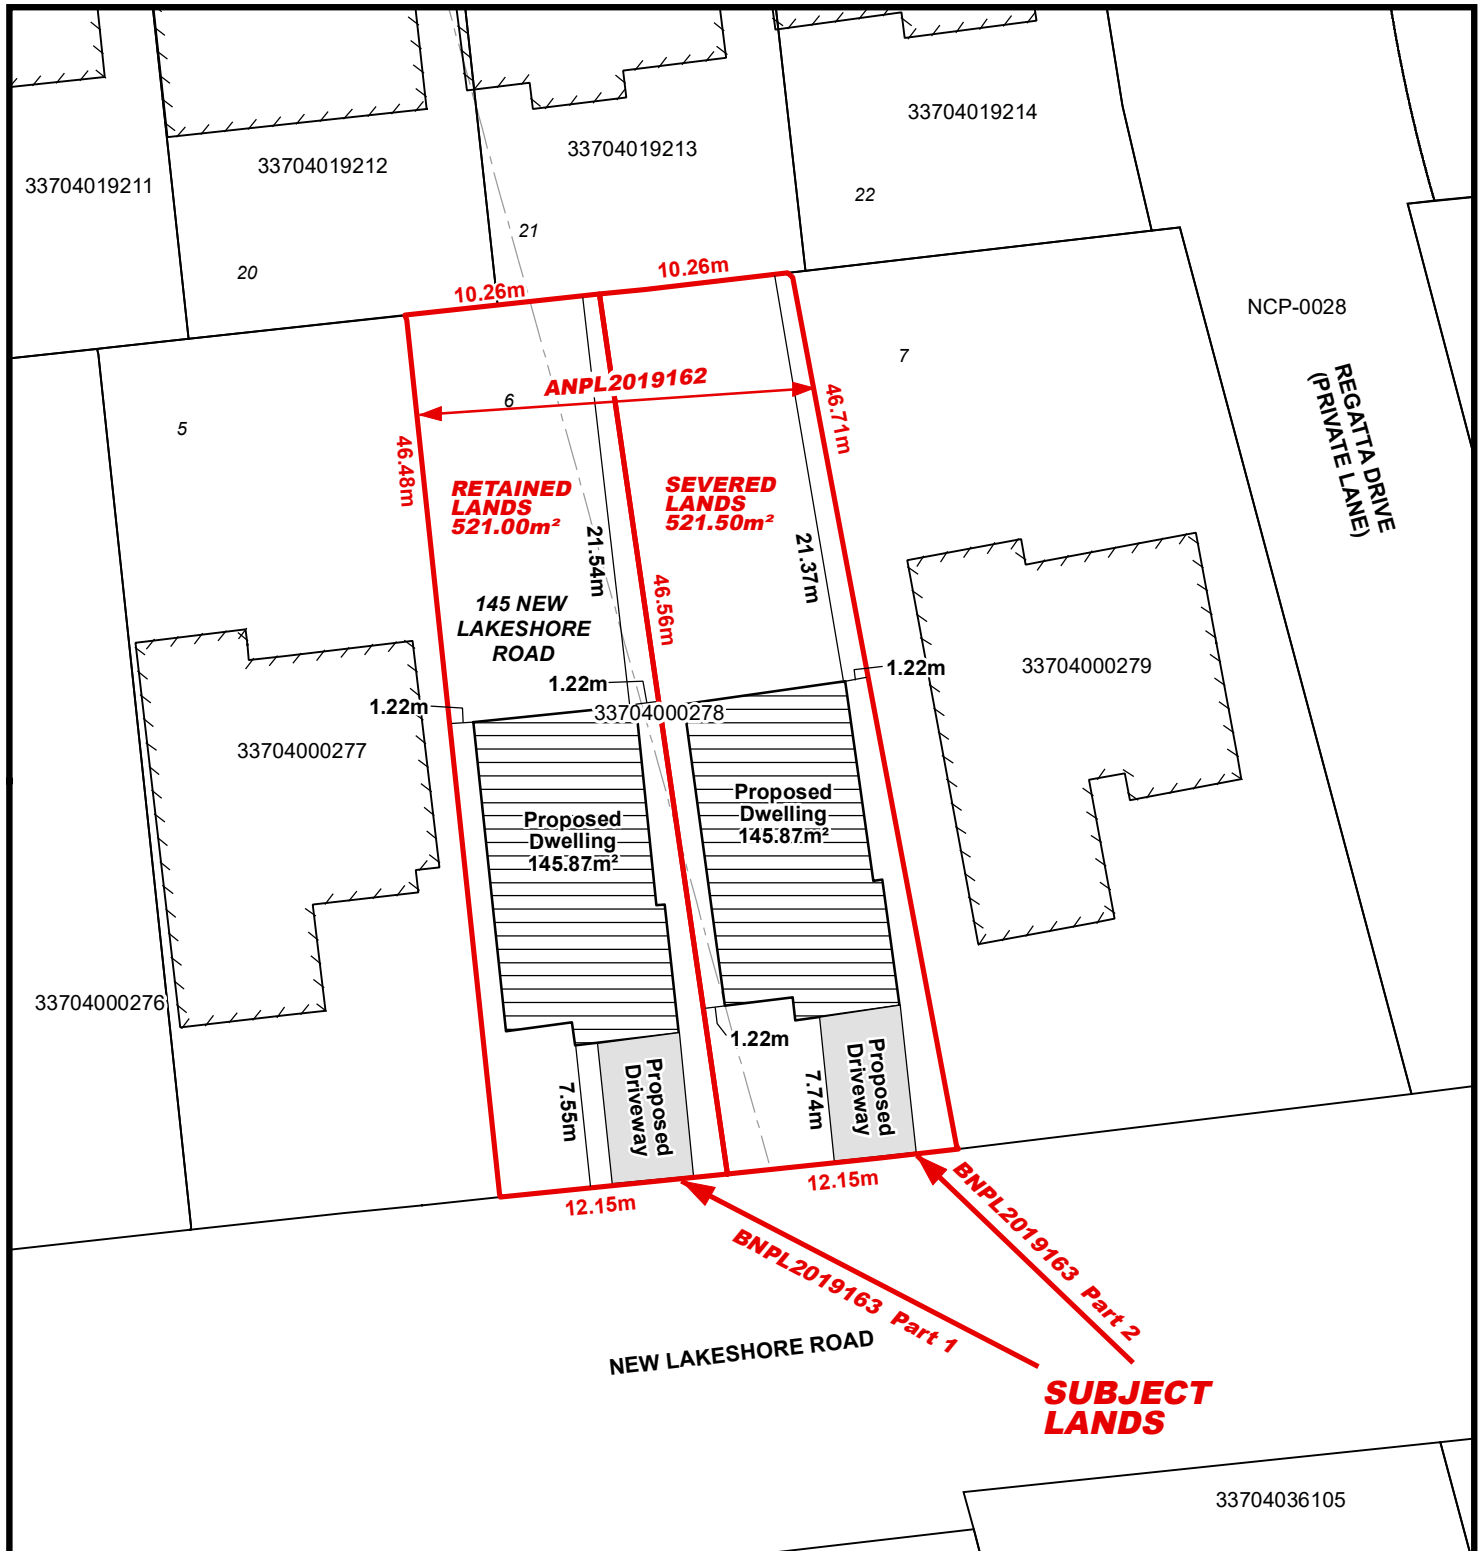 33704019214
33704019213
33704019212
33704019211
22
21
20
10.26m
10.26m
NCP-0028
REGATTA DRIVE
(PRIVATE LANE)
7
6
5
ANPL2019162
46.71m
46.48m
RETAINED
LANDS
521.00m²
SEVERED
LANDS
521.50m²
21.54m
21.37m
46.56m
145 NEW
LAKESHORE
ROAD
1.22m
1.22m
1.22m
33704000279
33704000278
33704000277
Proposed
Dwelling
145.87m²
Proposed
Dwelling
145.87m²
33704000276
1.22m
Proposed
Driveway
Proposed
Driveway
7.55m
7.74m
12.15m
12.15m
BNPL2019163 Part 1
BNPL2019163 Part 2
NEW LAKESHORE ROAD
SUBJECT
LANDS
33704036105